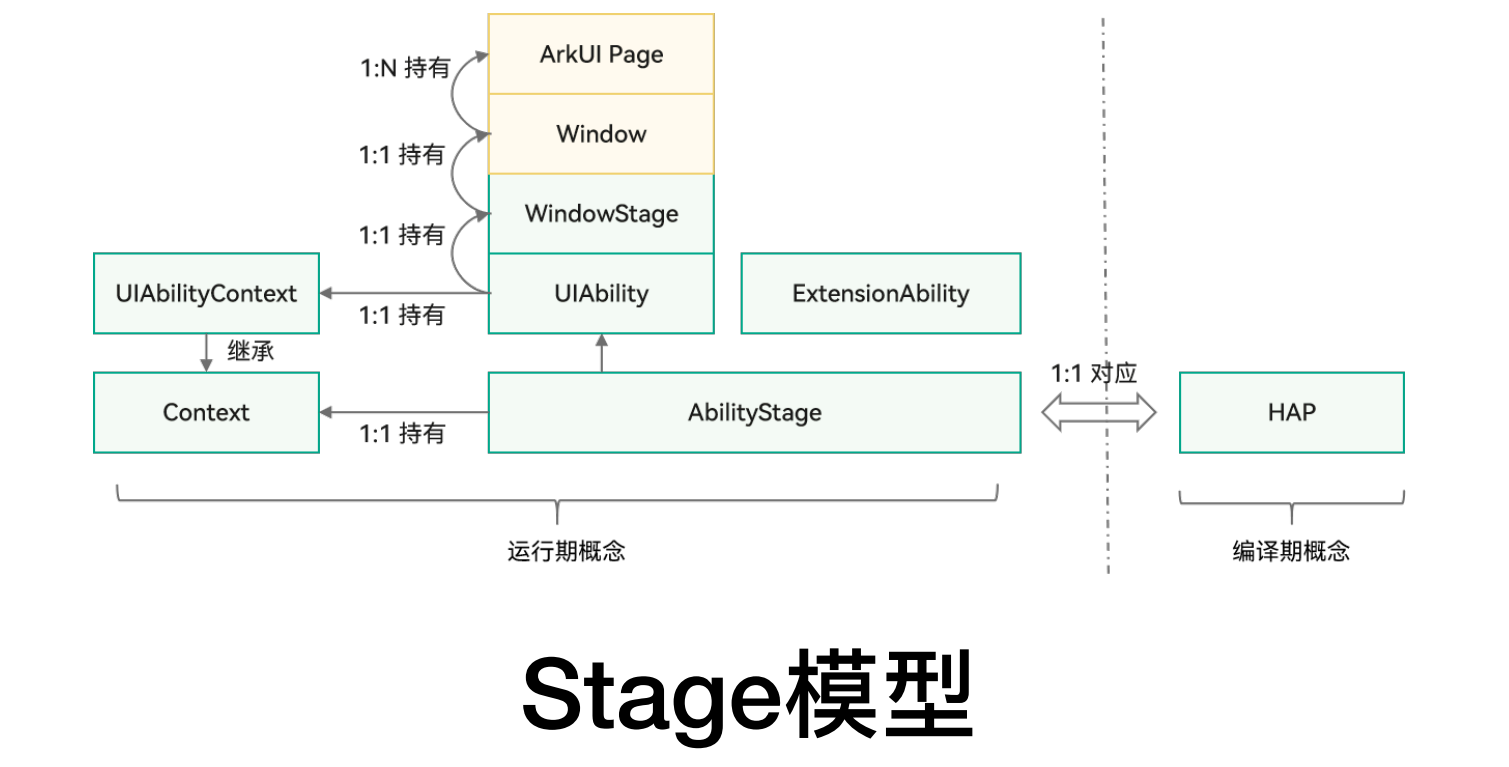 ArkUI Page
1:N 持有
Window
1:1 持有
WindowStage
1:1 持有
UIAbilityContext
UIAbility
ExtensionAbility
1:1 持有
继承
1:1 对应
Context
AbilityStage
HAP
1:1 持有
运行期概念
编译期概念
Stage模型